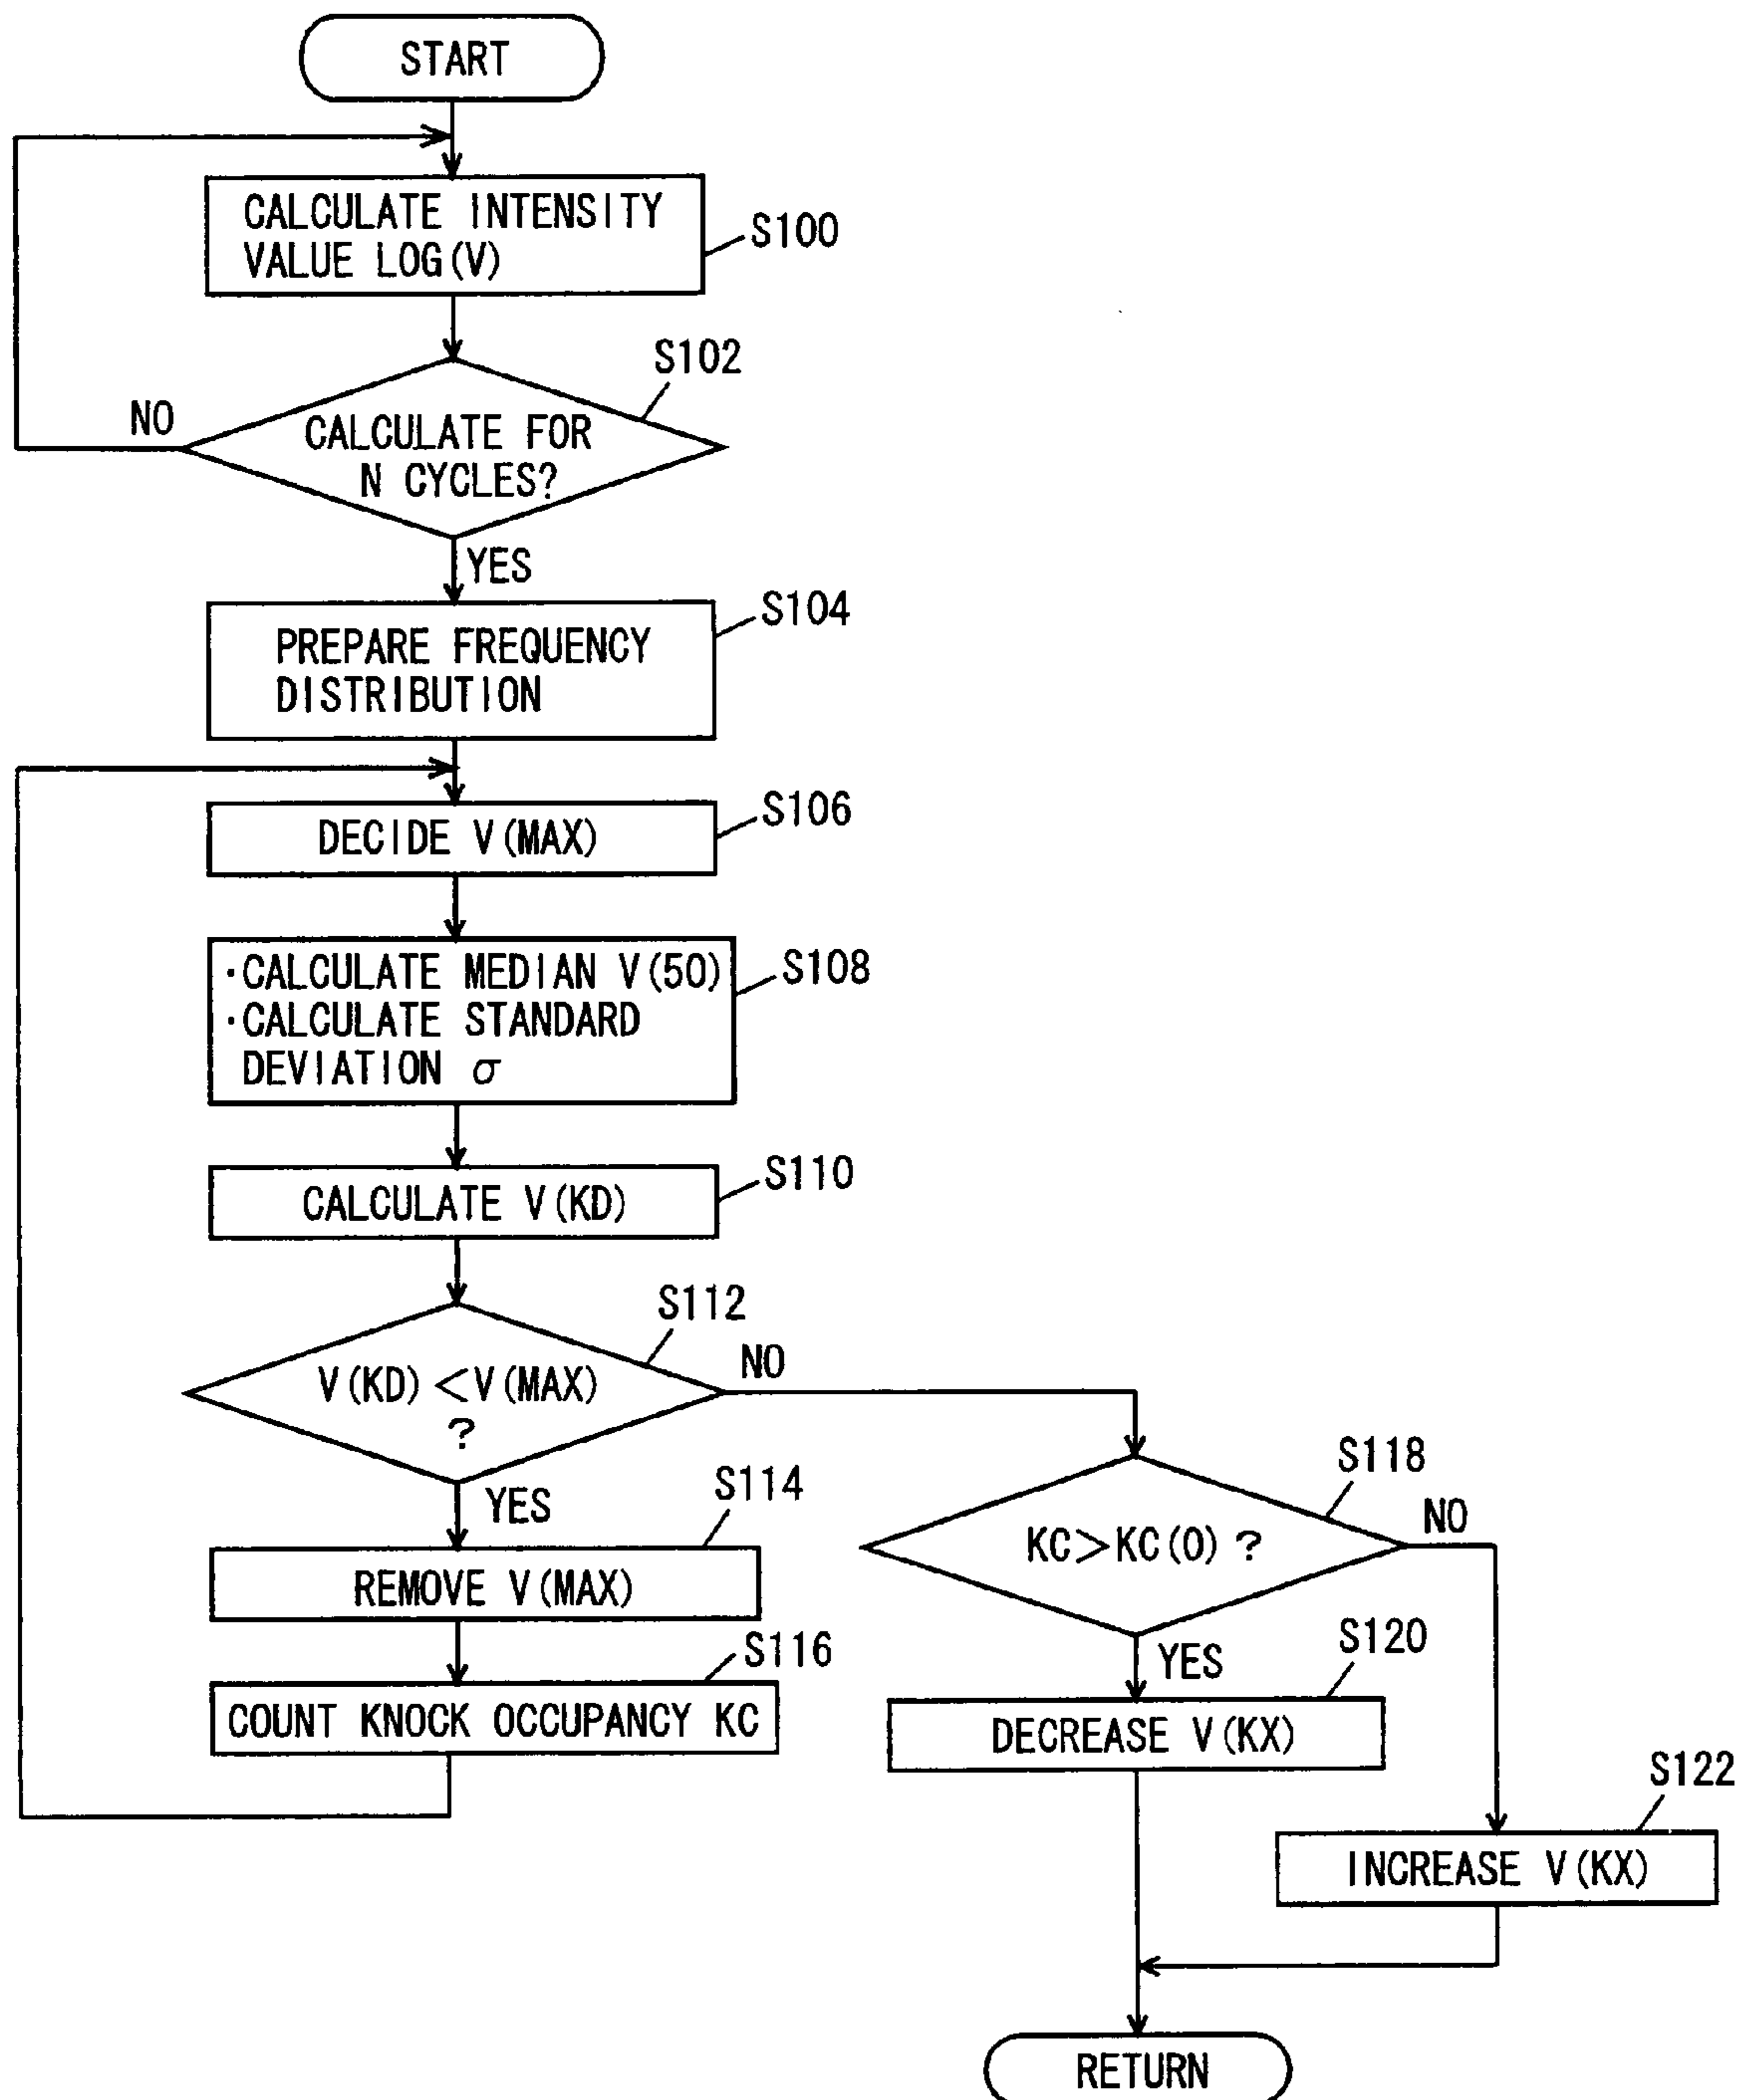 START
CALCULATE INTENSITY
VALUE LOG(V)
S100
S102
CALCULATE FOR
N CYCLES?
NO
YES
S104
PREPARE FREQUENCY
DISTRIBUTION
S106
DECIDE V(MAX)
S108
·CALCULATE MEDIAN V(50)
·CALCULATE STANDARD
DEVIATION σ
S110
CALCULATE V(KD)
S112
V(KD)<V(MAX)
?
NO
YES
S114
REMOVE V(MAX)
S116
COUNT KNOCK OCCUPANCY KC
S118
KC>KC(0)?
NO
YES
S120
DECREASE V(KX)
S122
INCREASE V(KX)
RETURN